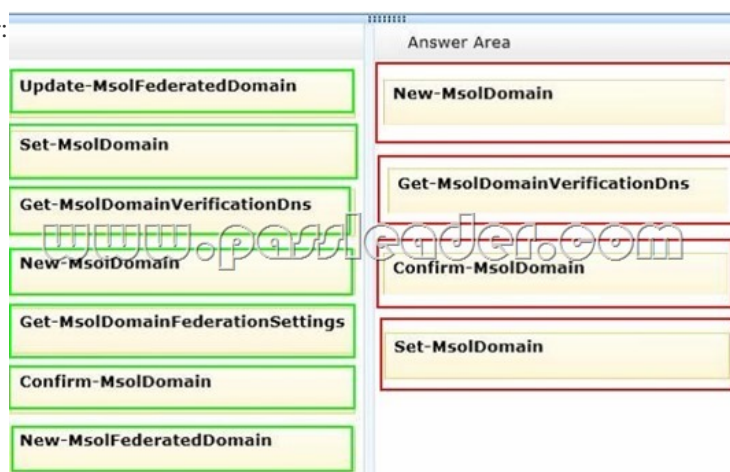 :
Answer Area
Update-MsolFederatedDomain
Set-MsolDomain
Get-MsolDomainVerificationDns
New-MsolDomain
Get-MsolDomainFederationSettings
Confirm-MsolDomain
New-MsolFederatedDomain
New-MsolDomain
Get-MsolDomainVerificationDns
Confirm-MsolDomain
Set-MsolDomain
www.passleader.com